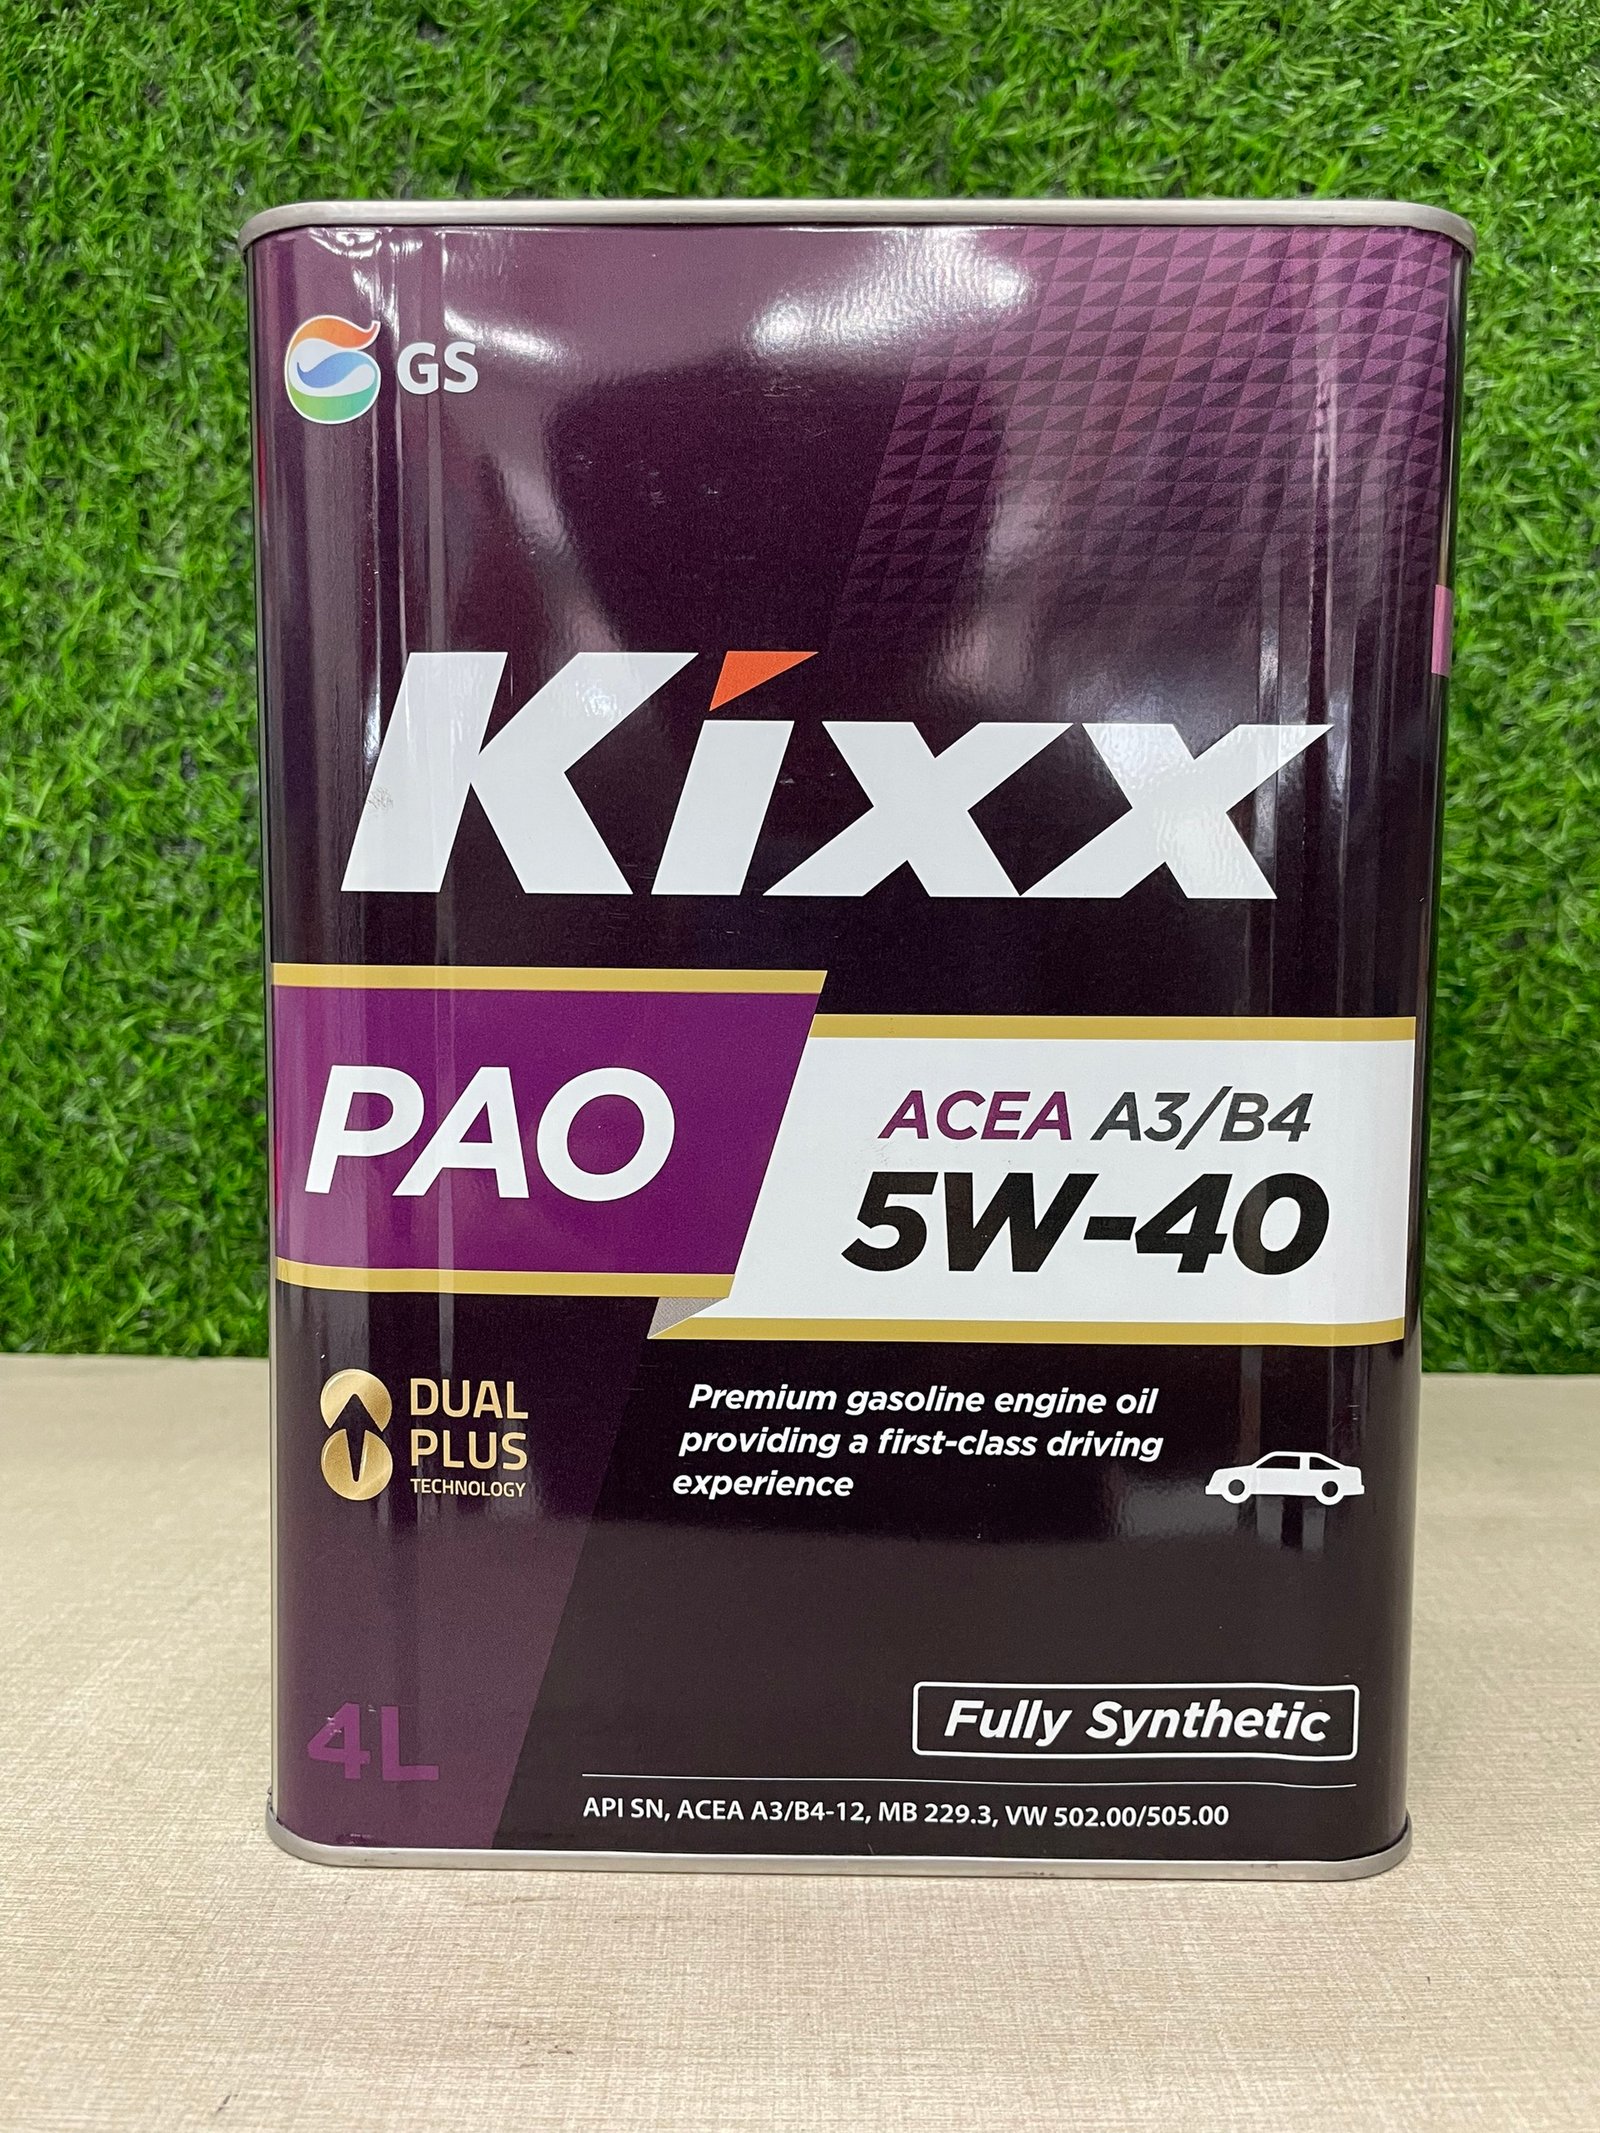 GS
Kixx
PAO
ACEA A3/B4
5W-40
DUAL
PLUS
TECHNOLOGY
Premium gasoline engine oil
providing a first-class driving
experience
4L
Fully Synthetic
API SN, ACEA A3/B4-12, MB 229.3, VW 502.00/505.00